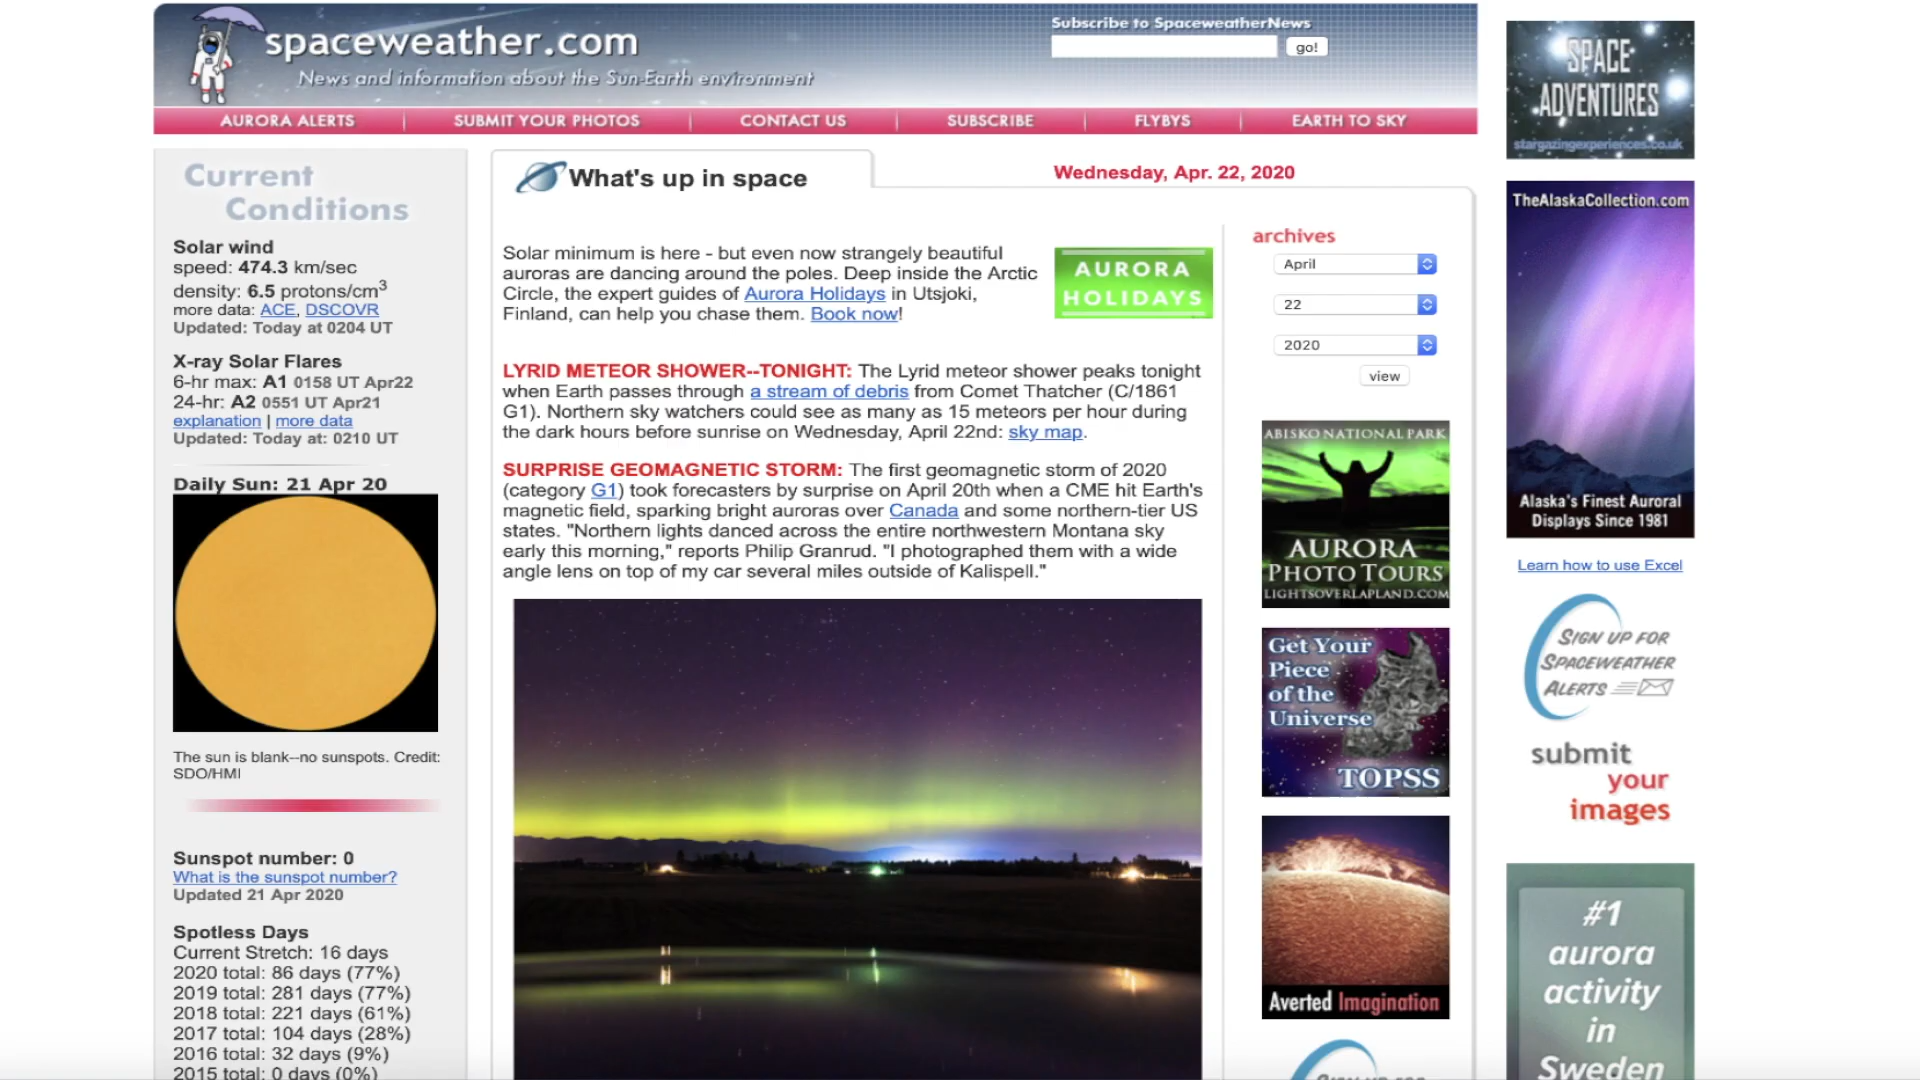 spaceweather.com
News and information about the Sun-Earth environment
Subscribe to SpaceweatherNews
go!
AURORA ALERTS
SUBMIT YOUR PHOTOS
CONTACT US
SUBSCRIBE
FLYBYS
EARTH TO SKY
Current
Conditions
Solar wind
speed: 474.3 km/sec
density: 6.5 protons/cm3
more data: ACE, DSCOVR
Updated: Today at 0204 UT
X-ray Solar Flares
6-hr max: A1 0158 UT Apr22
24-hr: A2 0551 UT Apr21
explanation | more data
Updated: Today at: 0210 UT
Daily Sun: 21 Apr 20
The sun is blank--no sunspots. Credit:
SDO/HMI
Sunspot number: 0
What is the sunspot number?
Updated 21 Apr 2020
Spotless Days
Current Stretch: 16 days
2020 total: 86 days (77%)
2019 total: 281 days (77%)
2018 total: 221 days (61%)
2017 total: 104 days (28%)
2016 total: 32 days (9%)
2015 total: 0 days (0%)
What's up in space
Wednesday, Apr. 22, 2020
Solar minimum is here - but even now strangely beautiful
auroras are dancing around the poles. Deep inside the Arctic
Circle, the expert guides of Aurora Holidays in Utsjoki,
Finland, can help you chase them. Book now!
AURORA
HOLIDAYS
LYRID METEOR SHOWER--TONIGHT: The Lyrid meteor shower peaks tonight
when Earth passes through a stream of debris from Comet Thatcher (C/1861
G1). Northern sky watchers could see as many as 15 meteors per hour during
the dark hours before sunrise on Wednesday, April 22nd: sky map.
SURPRISE GEOMAGNETIC STORM: The first geomagnetic storm of 2020
(category G1) took forecasters by surprise on April 20th when a CME hit Earth's
magnetic field, sparking bright auroras over Canada and some northern-tier US
states. "Northern lights danced across the entire northwestern Montana sky
early this morning," reports Philip Granrud. "I photographed them with a wide
angle lens on top of my car several miles outside of Kalispell."
archives
April
22
2020
view
ABISKO NATIONAL PARK
AURORA
PHOTO TOURS
LIGHTSOVERLAPLAND.COM
Get Your
Piece
of the
Universe
TOPSS
Averted Imagination
SIGN UP FOR
SPACE
ADVENTURES
stargazingexperiences.co.uk
TheAlaskaCollection.com
Alaska's Finest Auroral
Displays Since 1981
Learn how to use Excel
SIGN UP FOR
SPACEWEATHER
ALERTS
submit
your
images
#1
aurora
activity
in
Sweden